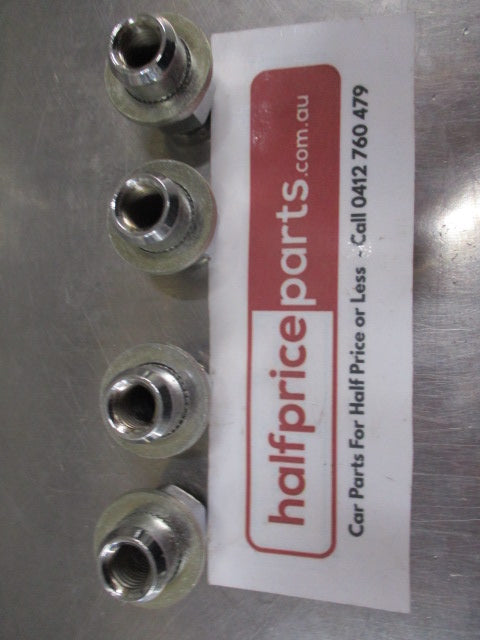 halfpriceparts.com.au
Car Parts For Half Price or Less - Call 0412 760 479